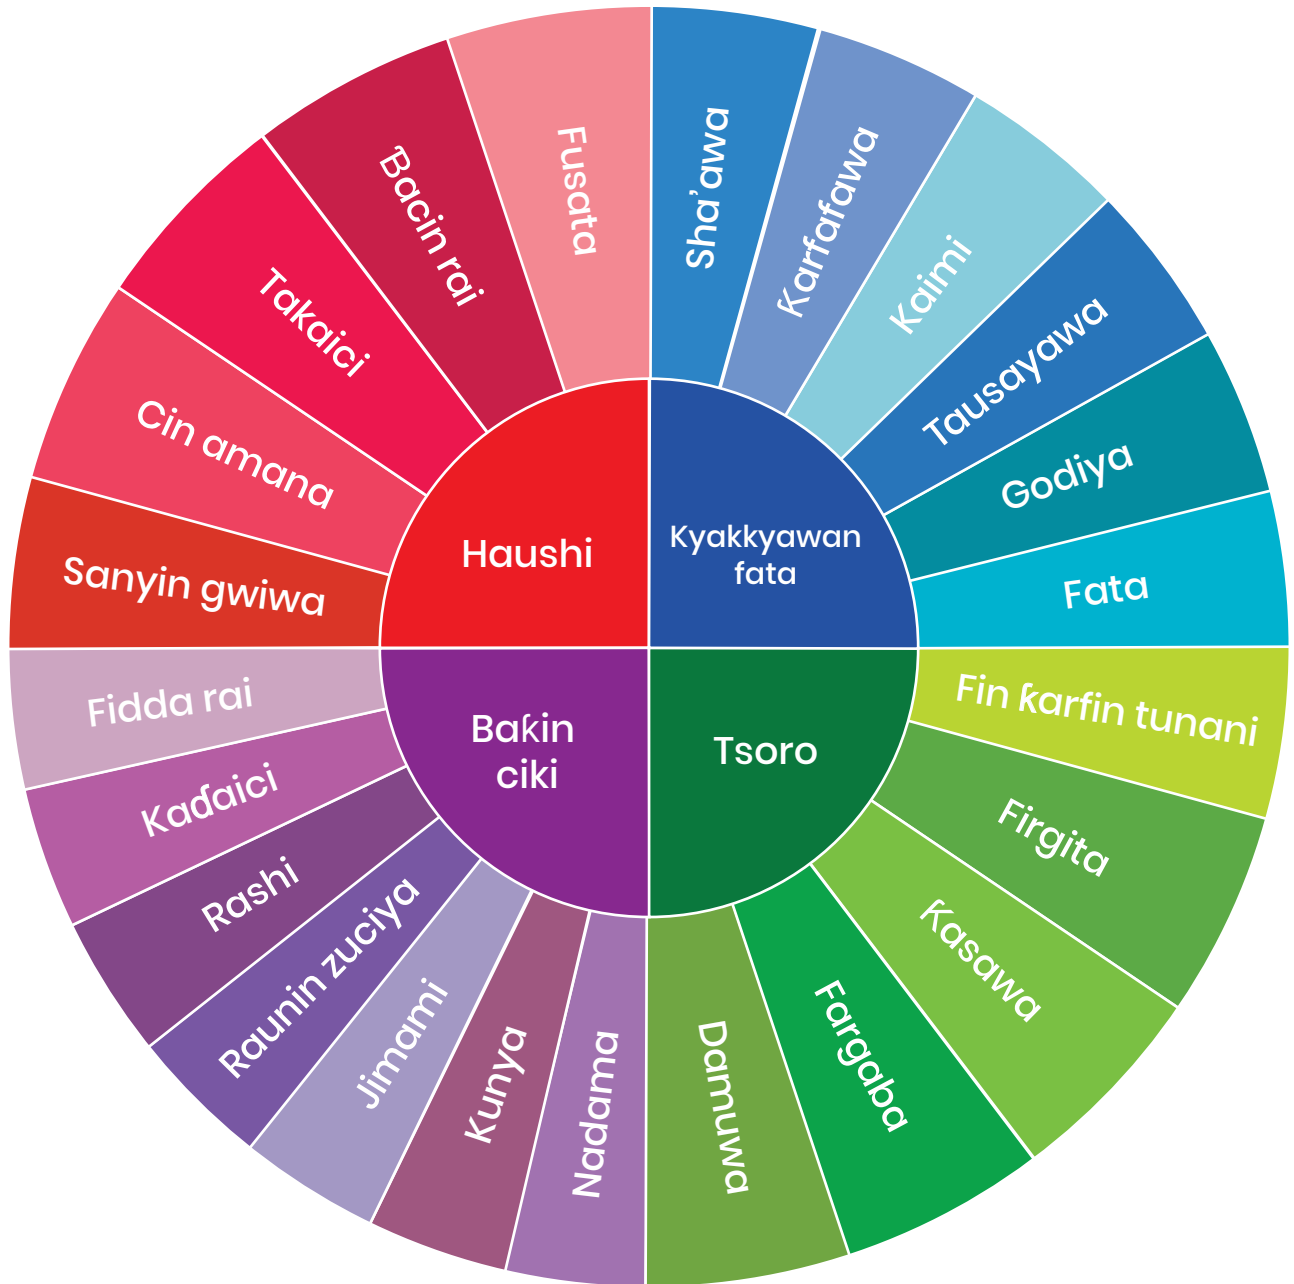 Haushi
Fusata
Ɓacin rai
Takaici
Cin amana
Sanyin gwiwa
Kyakkyawan
fata
Sha'awa
Ƙarfafawa
Kaimi
Tausayawa
Godiya
Fata
Tsoro
Fin ƙarfin tunani
Firgita
Ƙasawa
Fargaba
Damuwa
Baƙin
ciki
Fidda rai
Kaɗaici
Rashi
Raunin zuciya
Jimami
Kunya
Nadama